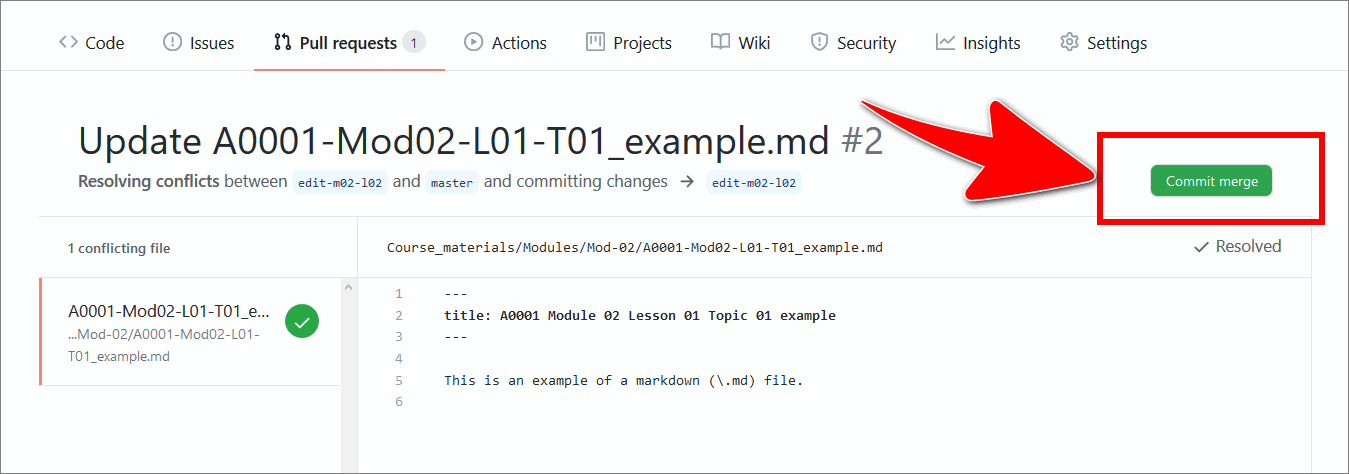 Code Issues Pull requests 1 Actions Projects Wiki Security Insights Settings
Update A0001-Mod02-L01-T01_example.md #2
Resolving conflicts between edit-m02-l02 and master and committing changes → edit-m02-l02
Commit merge
1 conflicting file
Course_materials/Modules/Mod-02/A0001-Mod02-L01-T01_example.md
Resolved
A0001-Mod02-L01-T01_e...
...Mod-02/A0001-Mod02-L01-
T01_example.md
1 ---
2 title: A0001 Module 02 Lesson 01 Topic 01 example
3 ---
4
5 This is an example of a markdown (\.md) file.
6